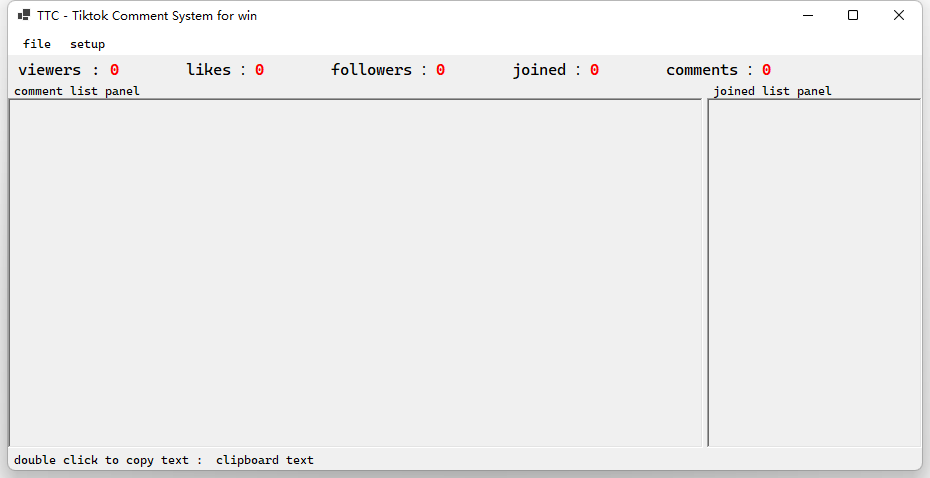 TTC - Tiktok Comment System for win
file setup
viewers : 0 likes : 0 followers : 0 joined : 0 comments : 0
comment list panel joined list panel
double click to copy text : clipboard text